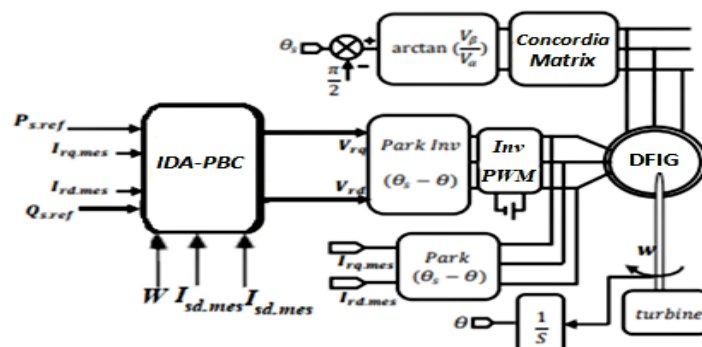 θs
+
−
π/2
arctan (Vβ/Vα)
Concordia
Matrix
Ps.ref
Irq.mes
Ird.mes
Qs.ref
IDA-PBC
Vrq
Vrd
Park Inv
(θs − θ)
Inv
PWM
DFIG
Irq.mes
Ird.mes
Park
(θs − θ)
w
W
Isd.mes
Isd.mes
θ
1/S
turbine